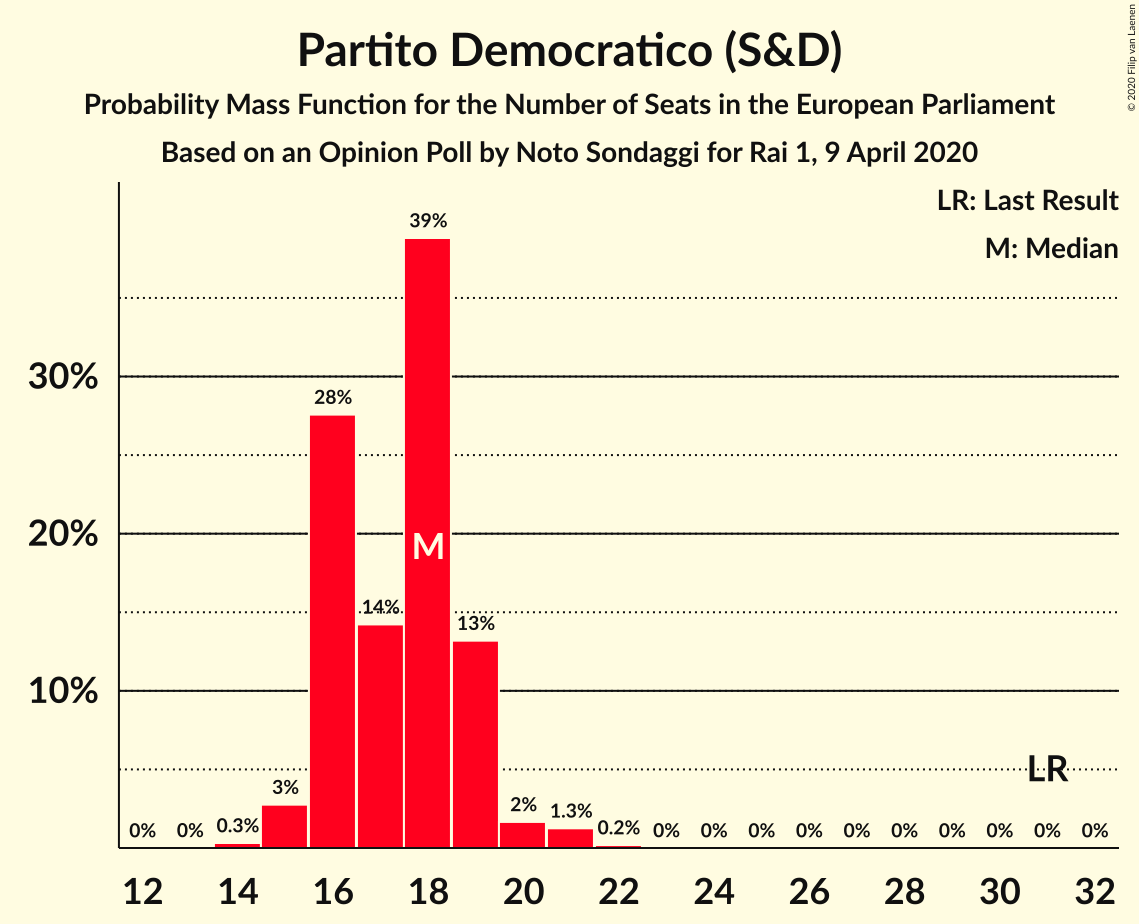 Partito Democratico (S&D)
Probability Mass Function for the Number of Seats in the European Parliament
Based on an Opinion Poll by Noto Sondaggi for Rai 1, 9 April 2020
© 2020 Filip van Laenen
LR: Last Result
M: Median
39%
30%
28%
20%
M
14%
13%
10%
LR
0% 0% 0.3% 3% 2% 1.3% 0.2% 0% 0% 0% 0% 0% 0% 0% 0% 0% 0%
12 14 16 18 20 22 24 26 28 30 32